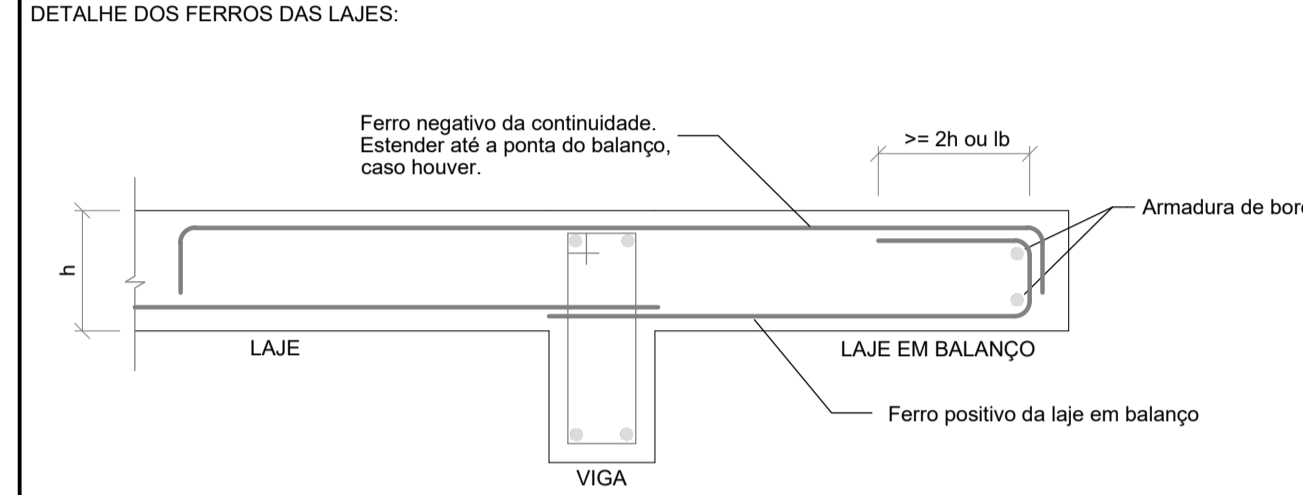 DETALHE DOS FERROS DAS LAJES:
Ferro negativo da continuidade.
Estender até a ponta do balanço,
caso houver.
>= 2h ou lb
Armadura de bor
h
LAJE
LAJE EM BALANÇO
Ferro positivo da laje em balanço
VIGA